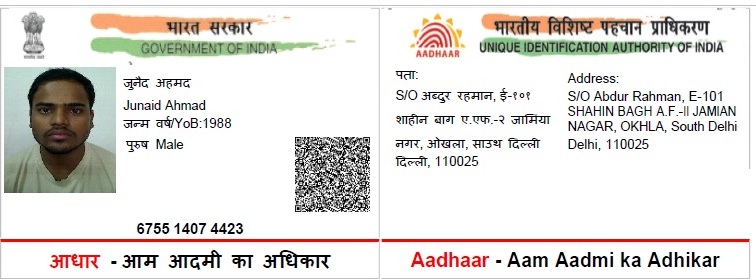 भारत सरकार
GOVERNMENT OF INDIA
जुनैद अहमद
Junaid Ahmad
जन्म वर्ष/YoB:1988
पुरुष Male
6755 1407 4423
आधार - आम आदमी का अधिकार
भारतीय विशिष्ट पहचान प्राधिकरण
UNIQUE IDENTIFICATION AUTHORITY OF INDIA
AADHAAR
पता:
S/O अब्दुर रहमान, ई-१०१
शाहीन बाग ए.एफ.-२ जामिया
नगर, ओखला, साउथ दिल्ली
दिल्ली, 110025
Address:
S/O Abdur Rahman, E-101
SHAHIN BAGH A.F.-II JAMIAN
NAGAR, OKHLA, South Delhi
Delhi, 110025
Aadhaar - Aam Aadmi ka Adhikar